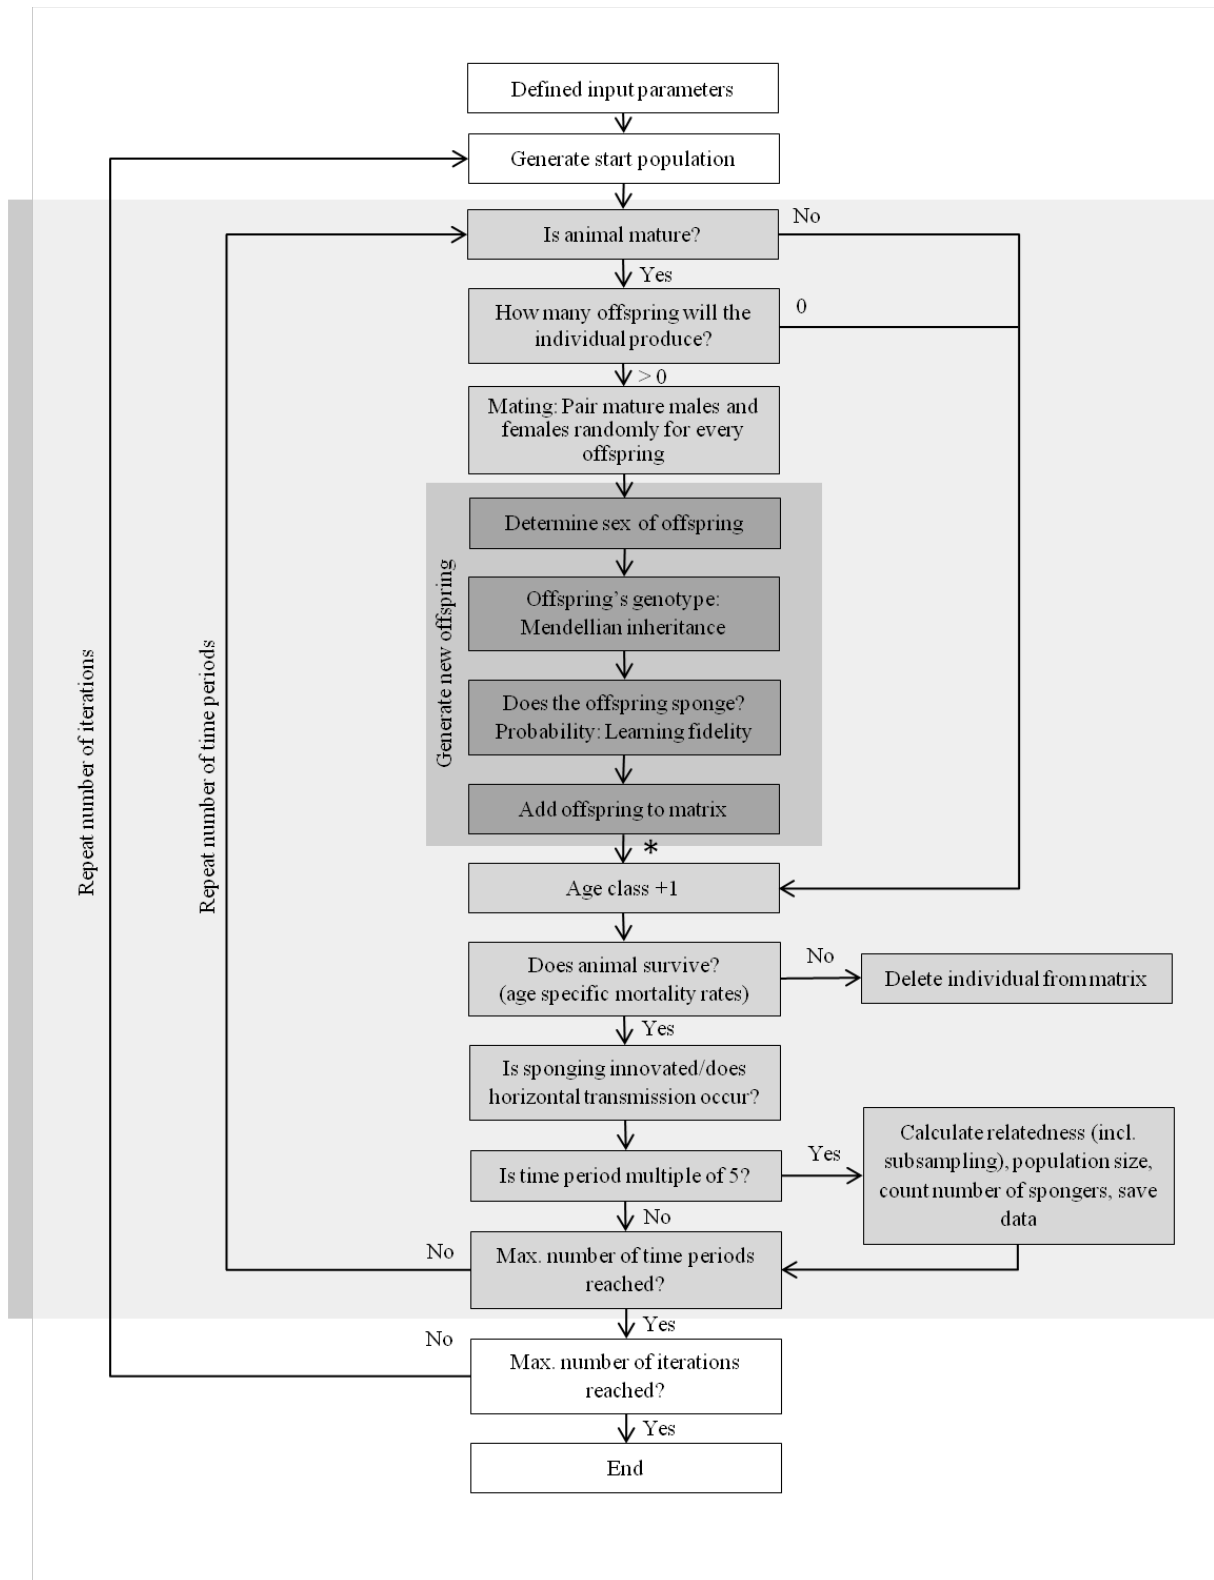 Defined input parameters
Generate start population
Is animal mature?
No
Yes
How many offspring will the
individual produce?
0
> 0
Mating: Pair mature males and
females randomly for every
offspring
Generate new offspring
Determine sex of offspring
Offspring's genotype:
Mendellian inheritance
Does the offspring sponge?
Probability: Learning fidelity
Add offspring to matrix
*
Age class +1
Does animal survive?
(age specific mortality rates)
No
Delete individual from matrix
Yes
Is sponging innovated/does
horizontal transmission occur?
Is time period multiple of 5?
Yes
Calculate relatedness (incl.
subsampling), population size,
count number of spongers, save
data
No
Max. number of time periods
reached?
No
Repeat number of time periods
Yes
Max. number of iterations
reached?
No
Repeat number of iterations
Yes
End